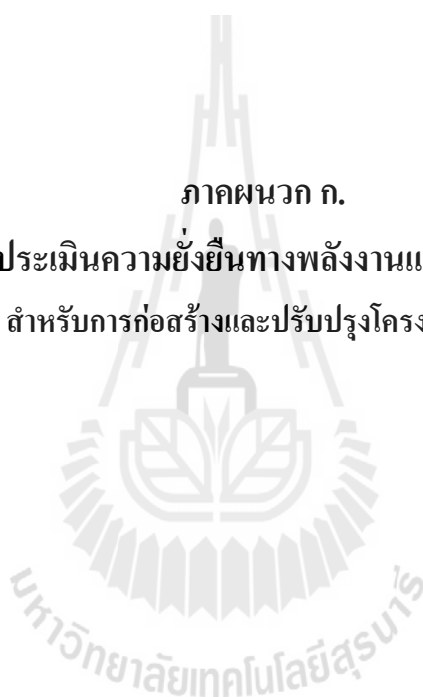 ภาคผนวก ก.
ประเมินความยั่งยืนทางพลังงานแ
สำหรับการก่อสร้างและปรับปรุงโครง
มหาวิทยาลัยเทคโนโลยีสุรนารี